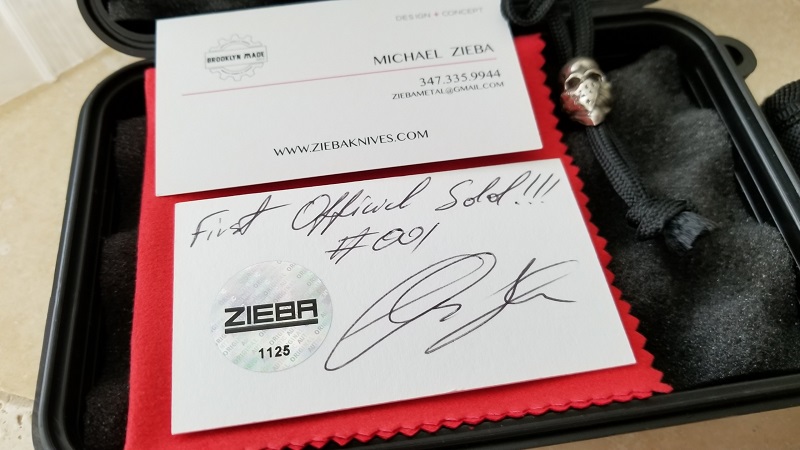 DESIGN + CONCEPT
BROOKLYN MADE
MICHAEL ZIEBA
347.335.9944
ZIEBAMETAL@GMAIL.COM
WWW.ZIEBAKNIVES.COM
First Official Sold!!!
#001
ZIEBA
1125